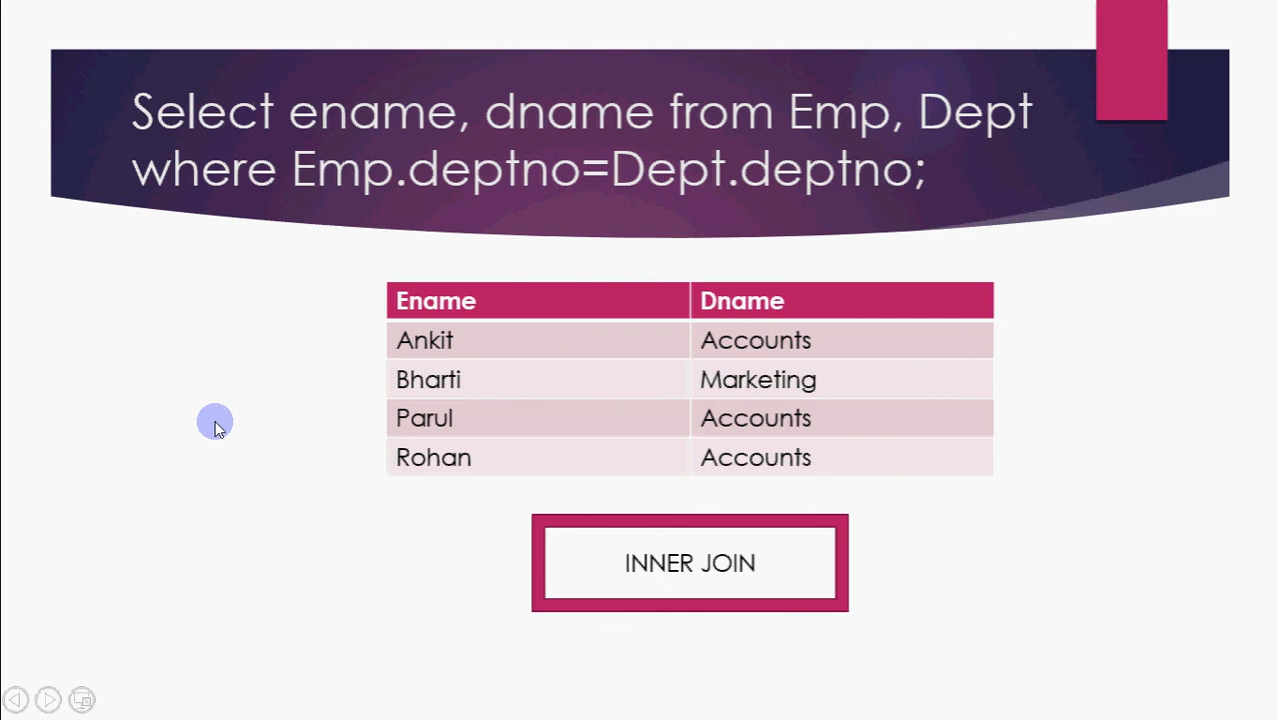 Select ename, dname from Emp, Dept
where Emp.deptno=Dept.deptno;
Ename Dname
Ankit Accounts
Bharti Marketing
Parul Accounts
Rohan Accounts
INNER JOIN